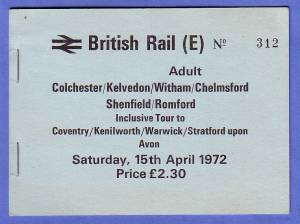 British Rail (E) Nº 312
Adult
Colchester/Kelvedon/Witham/Chelmsford
Shenfield/Romford
Inclusive Tour to
Coventry/Kenilworth/Warwick/Stratford upon
Avon
Saturday, 15th April 1972
Price £2.30